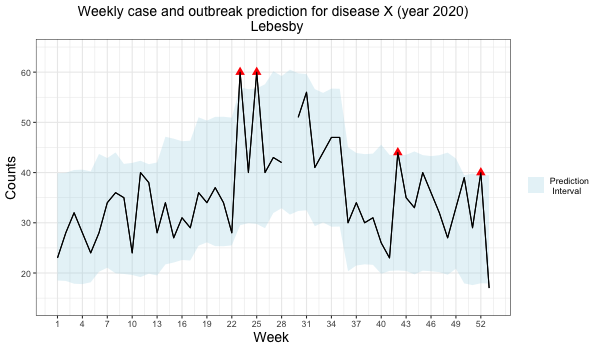 Weekly case and outbreak prediction for disease X (year 2020)
Lebesby
Counts
60
50
40
30
20
1 4 7 10 13 16 19 22 25 28 31 34 37 40 43 46 49 52
Week
Prediction
Interval